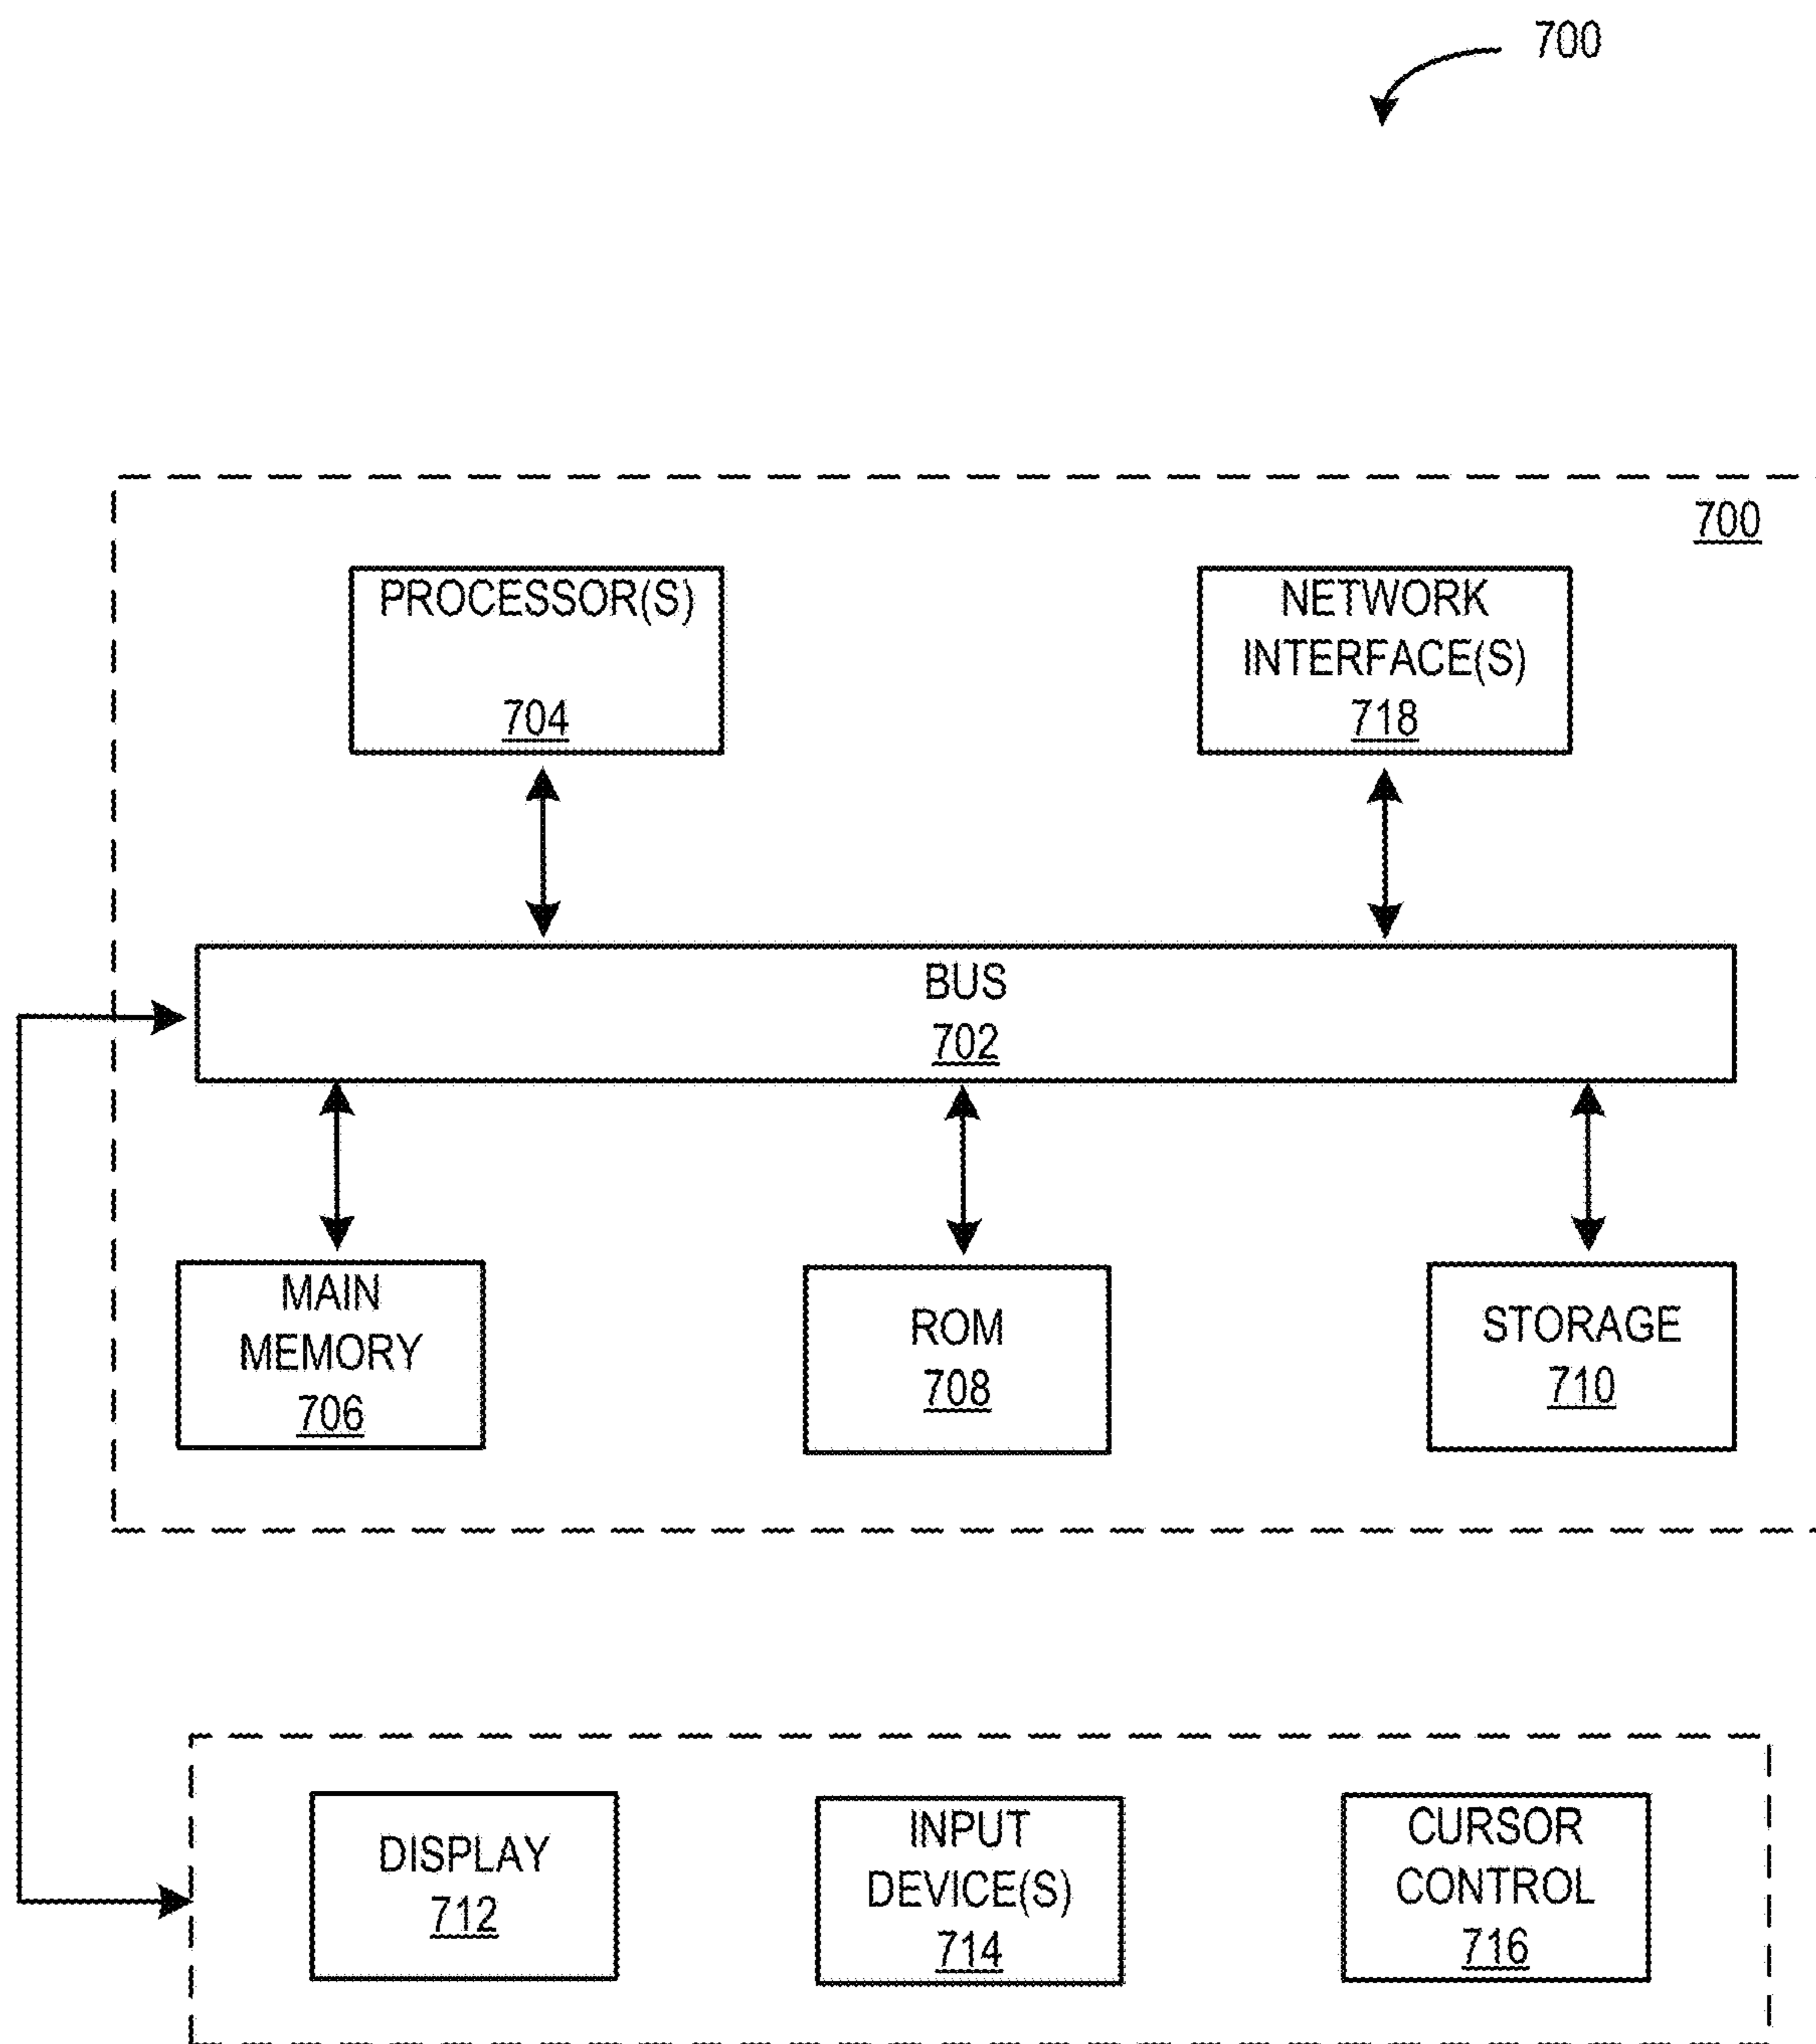 700
700
PROCESSOR(S)
704
NETWORK
INTERFACE(S)
718
BUS
702
MAIN
MEMORY
706
ROM
708
STORAGE
710
DISPLAY
712
INPUT
DEVICE(S)
714
CURSOR
CONTROL
716